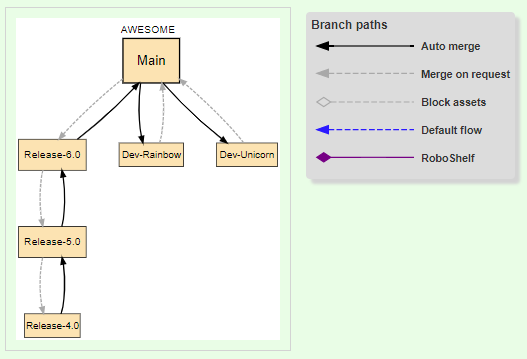 AWESOME
Main
Release-6.0
Dev-Rainbow
Dev-Unicorn
Release-5.0
Release-4.0
Branch paths
Auto merge
Merge on request
Block assets
Default flow
RoboShelf